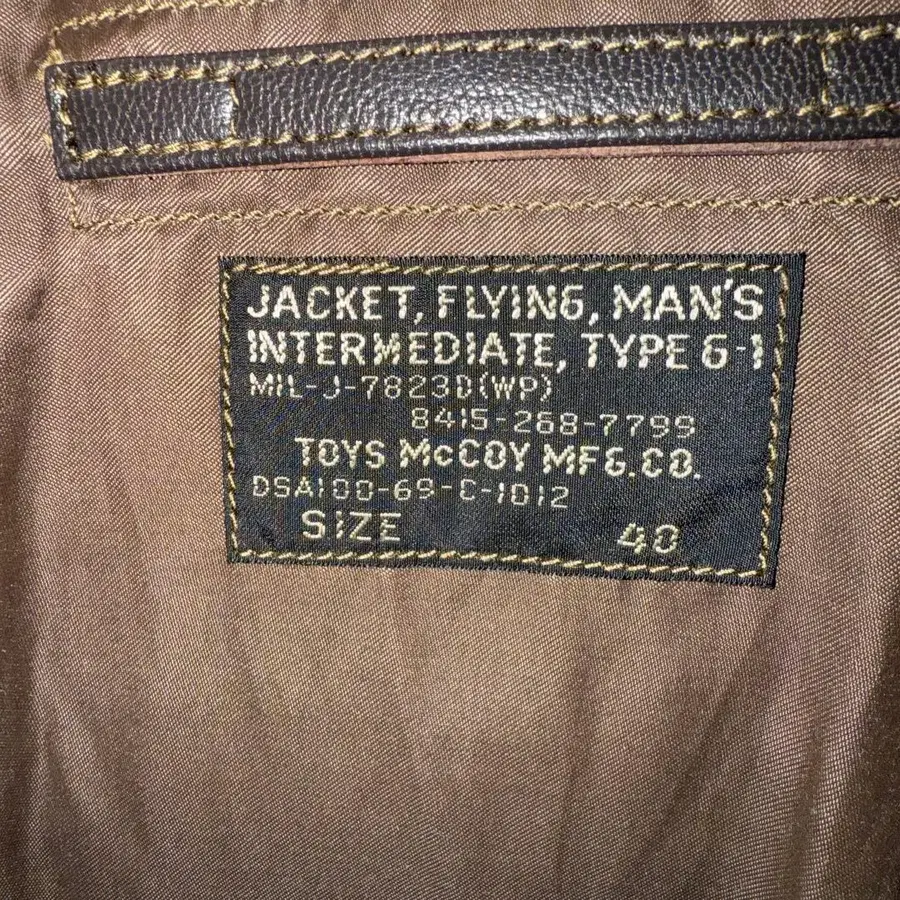 JACKET, FLYING, MAN'S
INTERMEDIATE, TYPE G-1
MIL-J-7823D(WP)
8415-268-7799
TOYS McCOY MFG.CO.
DSA100-69-C-1012
SIZE 40